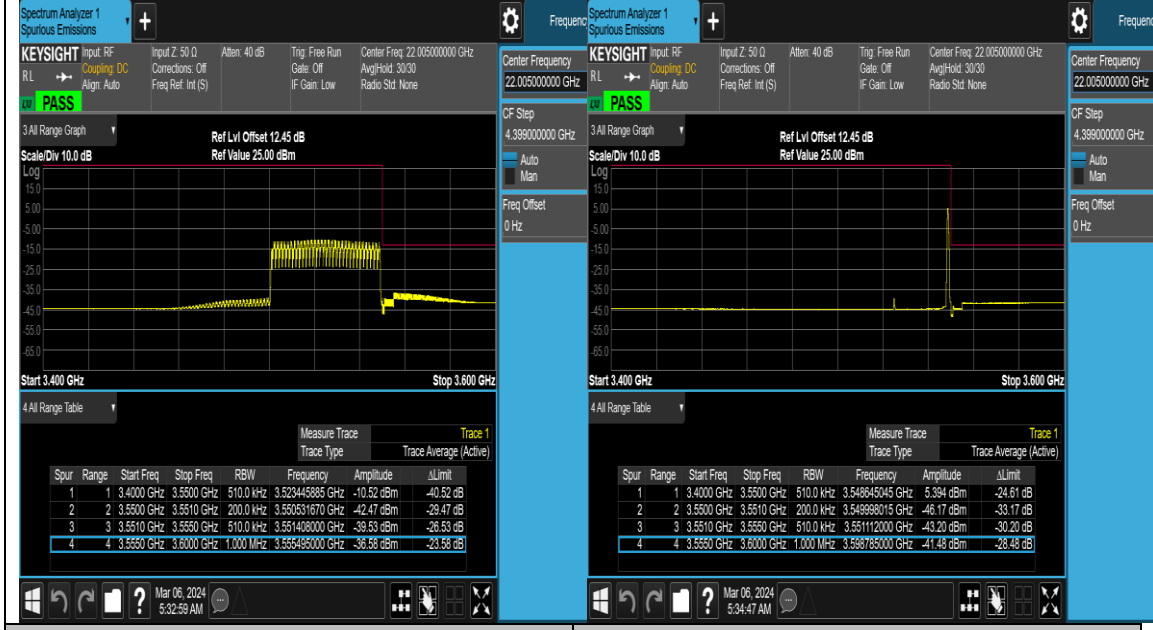 Spectrum Analyzer 1
Spurious Emissions
+
Frequenc
KEYSIGHT Input: RF Input Z: 50 Ω Atten: 40 dB Trig: Free Run Center Freq: 22.005000000 GHz
RL Coupling: DC Corrections: Off Gate: Off Avg|Hold: 30/30
Align: Auto Freq Ref: Int (S) IF Gain: Low Radio Std: None
LXI PASS
Center Frequency
22.005000000 GHz
CF Step
4.399000000 GHz
Auto
Man
Freq Offset
0 Hz
3 All Range Graph
Ref Lvl Offset 12.45 dB
Scale/Div 10.0 dB Ref Value 25.00 dBm
Log
15.0
5.00
-5.00
-15.0
-25.0
-35.0
-45.0
-55.0
-65.0
Start 3.400 GHz Stop 3.600 GHz
4 All Range Table
Measure Trace Trace 1
Trace Type Trace Average (Active)
Spur Range Start Freq Stop Freq RBW Frequency Amplitude ΔLimit
1 1 3.4000 GHz 3.5500 GHz 510.0 kHz 3.523445885 GHz -10.52 dBm -40.52 dB
2 2 3.5500 GHz 3.5510 GHz 200.0 kHz 3.550531670 GHz -42.47 dBm -29.47 dB
3 3 3.5510 GHz 3.5550 GHz 510.0 kHz 3.551408000 GHz -39.53 dBm -26.53 dB
4 4 3.5550 GHz 3.6000 GHz 1.000 MHz 3.555495000 GHz -36.58 dBm -23.58 dB
? Mar 06, 2024
5:32:59 AM
Spectrum Analyzer 1
Spurious Emissions
+
Frequenc
KEYSIGHT Input: RF Input Z: 50 Ω Atten: 40 dB Trig: Free Run Center Freq: 22.005000000 GHz
RL Coupling: DC Corrections: Off Gate: Off Avg|Hold: 30/30
Align: Auto Freq Ref: Int (S) IF Gain: Low Radio Std: None
LXI PASS
Center Frequency
22.005000000 GHz
CF Step
4.399000000 GHz
Auto
Man
Freq Offset
0 Hz
3 All Range Graph
Ref Lvl Offset 12.45 dB
Scale/Div 10.0 dB Ref Value 25.00 dBm
Log
15.0
5.00
-5.00
-15.0
-25.0
-35.0
-45.0
-55.0
-65.0
Start 3.400 GHz Stop 3.600 GHz
4 All Range Table
Measure Trace Trace 1
Trace Type Trace Average (Active)
Spur Range Start Freq Stop Freq RBW Frequency Amplitude ΔLimit
1 1 3.4000 GHz 3.5500 GHz 510.0 kHz 3.548645045 GHz 5.394 dBm -24.61 dB
2 2 3.5500 GHz 3.5510 GHz 200.0 kHz 3.549998015 GHz -46.17 dBm -33.17 dB
3 3 3.5510 GHz 3.5550 GHz 510.0 kHz 3.551112000 GHz -43.20 dBm -30.20 dB
4 4 3.5550 GHz 3.6000 GHz 1.000 MHz 3.598785000 GHz -41.48 dBm -28.48 dB
? Mar 06, 2024
5:34:47 AM